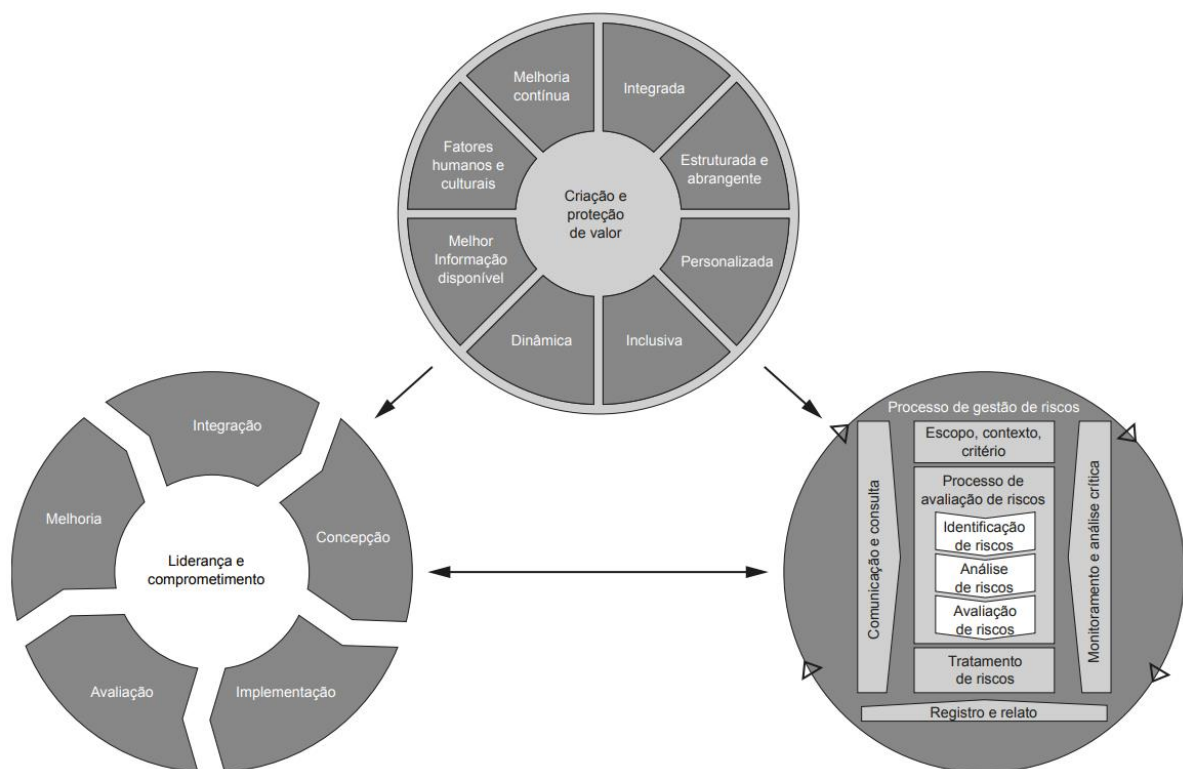 Melhoria
contínua
Integrada
Fatores
humanos e
culturais
Estruturada e
abrangente
Criação e
proteção
de valor
Melhor
Informação
disponível
Personalizada
Dinâmica
Inclusiva
Integração
Melhoria
Concepção
Liderança e
comprometimento
Avaliação
Implementação
Processo de gestão de riscos
Escopo, contexto,
critério
Processo de
avaliação de riscos
Identificação
de riscos
Análise
de riscos
Avaliação
de riscos
Tratamento
de riscos
Comunicação e consulta
Monitoramento e análise crítica
Registro e relato